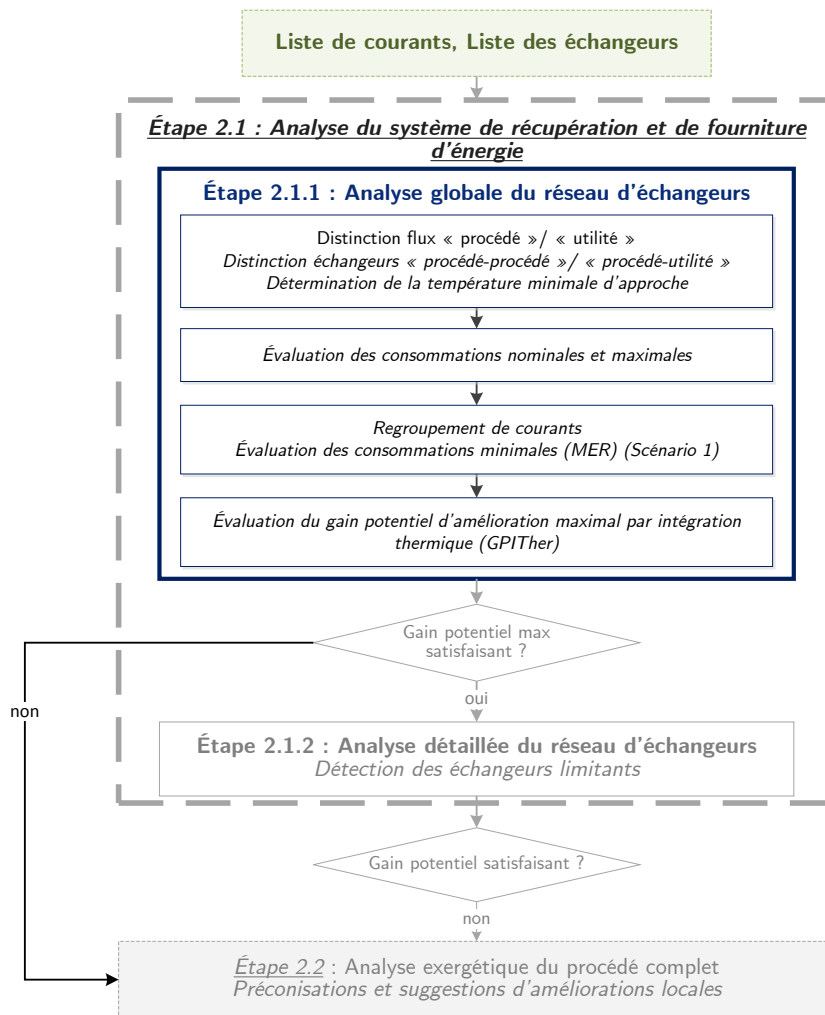 Liste de courants, Liste des échangeurs
Étape 2.1 : Analyse du système de récupération et de fourniture
d'énergie
Étape 2.1.1 : Analyse globale du réseau d'échangeurs
Distinction flux « procédé »/ « utilité »
Distinction échangeurs « procédé-procédé »/ « procédé-utilité »
Détermination de la température minimale d'approche
Évaluation des consommations nominales et maximales
Regroupement de courants
Évaluation des consommations minimales (MER) (Scénario 1)
Évaluation du gain potentiel d'amélioration maximal par intégration
thermique (GPITher)
Gain potentiel max
satisfaisant ?
non
oui
Étape 2.1.2 : Analyse détaillée du réseau d'échangeurs
Détection des échangeurs limitants
Gain potentiel satisfaisant ?
non
Étape 2.2 : Analyse exergétique du procédé complet
Préconisations et suggestions d'améliorations locales